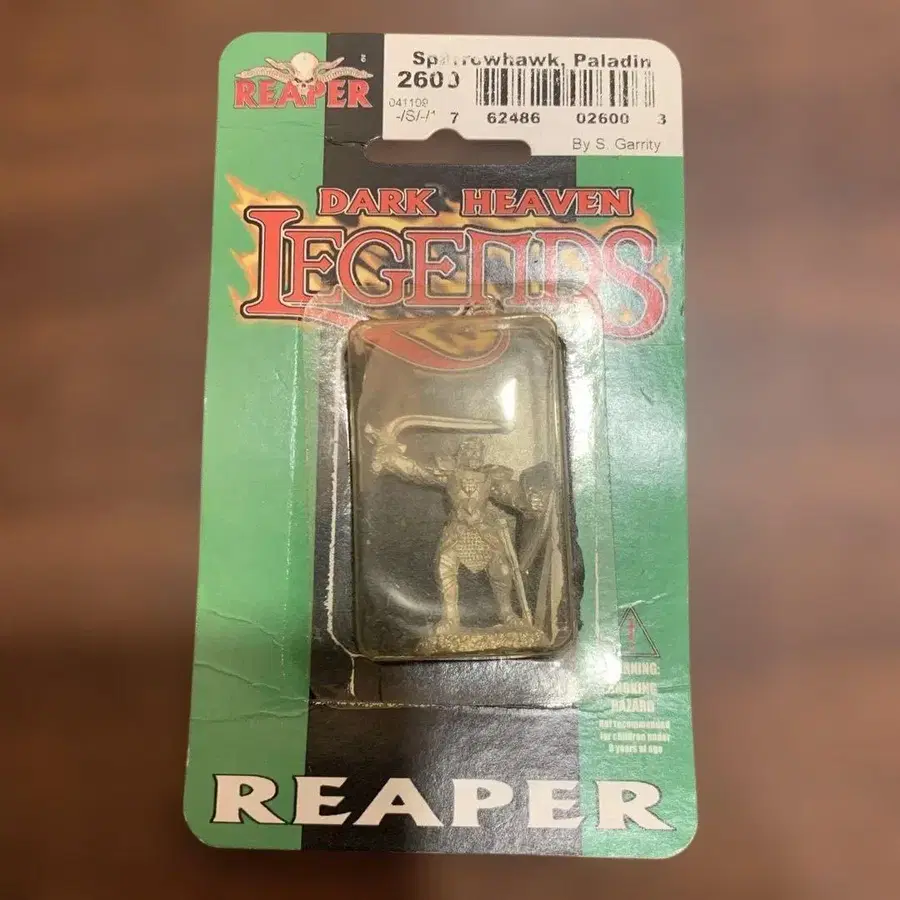 REAPER
Sparrowhawk, Paladin
2600
041109
-/S/-/1
7 62486 02600 3
By S. Garrity
DARK HEAVEN
LEGENDS
WARNING:
CHOKING
HAZARD
Not recommended
for children under
8 years of age
REAPER